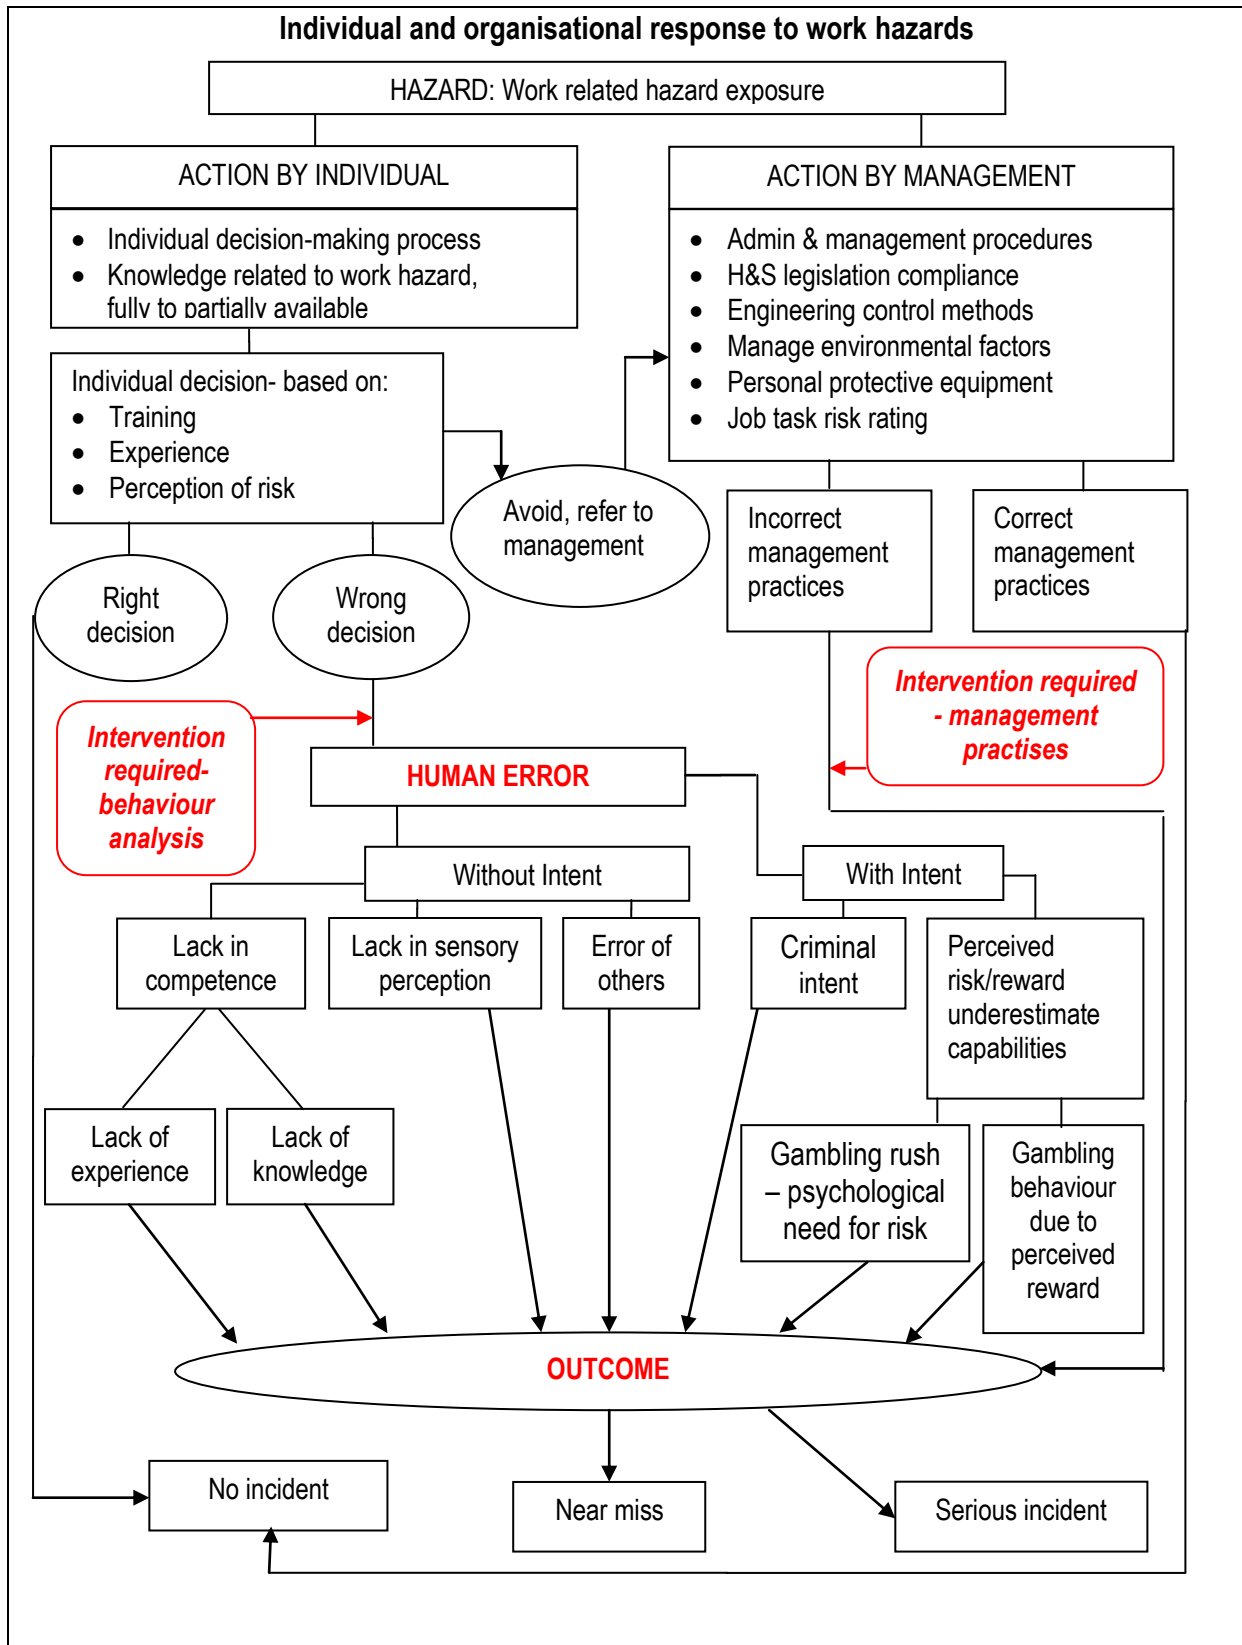 Individual and organisational response to work hazards
HAZARD: Work related hazard exposure
ACTION BY INDIVIDUAL
• Individual decision-making process
• Knowledge related to work hazard,
fully to partially available
ACTION BY MANAGEMENT
• Admin & management procedures
• H&S legislation compliance
• Engineering control methods
• Manage environmental factors
• Personal protective equipment
• Job task risk rating
Individual decision- based on:
• Training
• Experience
• Perception of risk
Avoid, refer to
management
Incorrect
management
practices
Correct
management
practices
Right
decision
Wrong
decision
Intervention
required-
behaviour
analysis
Intervention required
- management
practises
HUMAN ERROR
Without Intent
With Intent
Lack in
competence
Lack in sensory
perception
Error of
others
Criminal
intent
Perceived
risk/reward
underestimate
capabilities
Lack of
experience
Lack of
knowledge
Gambling rush
– psychological
need for risk
Gambling
behaviour
due to
perceived
reward
OUTCOME
No incident
Near miss
Serious incident